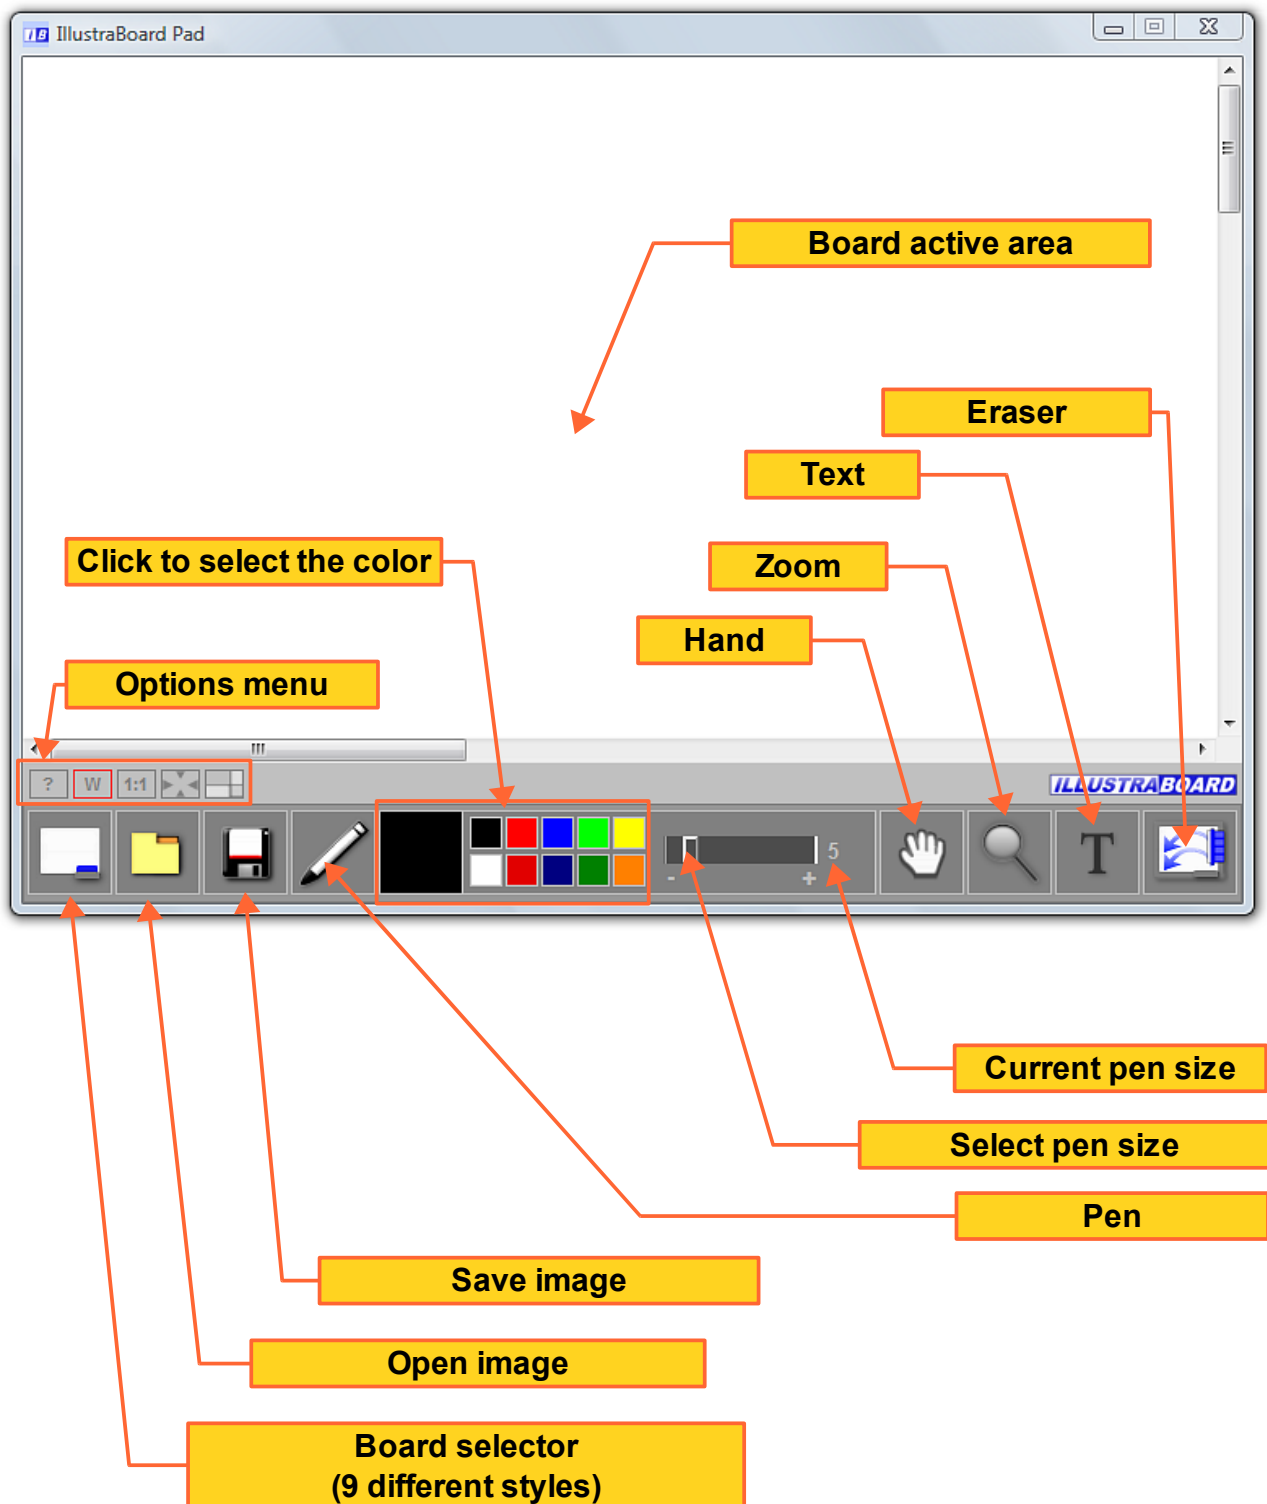 IB IllustraBoard Pad
Board active area
Eraser
Text
Click to select the color
Zoom
Hand
Options menu
? W 1:1
ILLUSTRABOARD
5
T
- +
Current pen size
Select pen size
Pen
Save image
Open image
Board selector
(9 different styles)